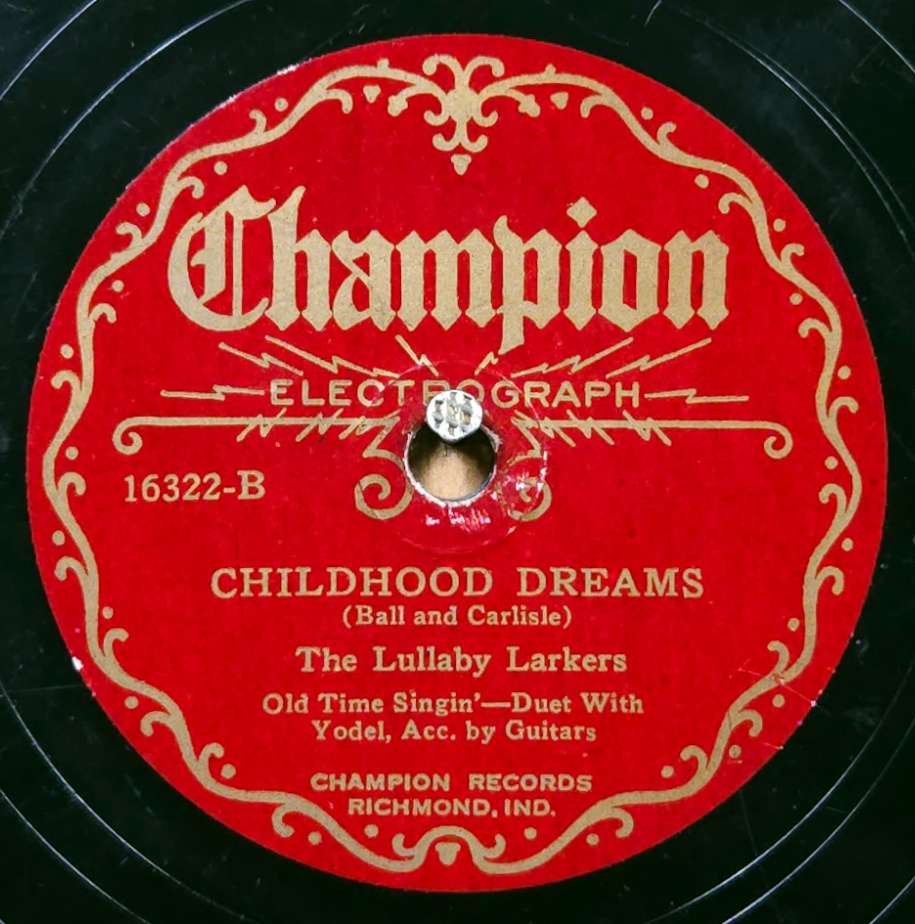 Champion
ELECTROGRAPH
16322-B
CHILDHOOD DREAMS
(Ball and Carlisle)
The Lullaby Larkers
Old Time Singin'—Duet With
Yodel, Acc. by Guitars
CHAMPION RECORDS
RICHMOND, IND.